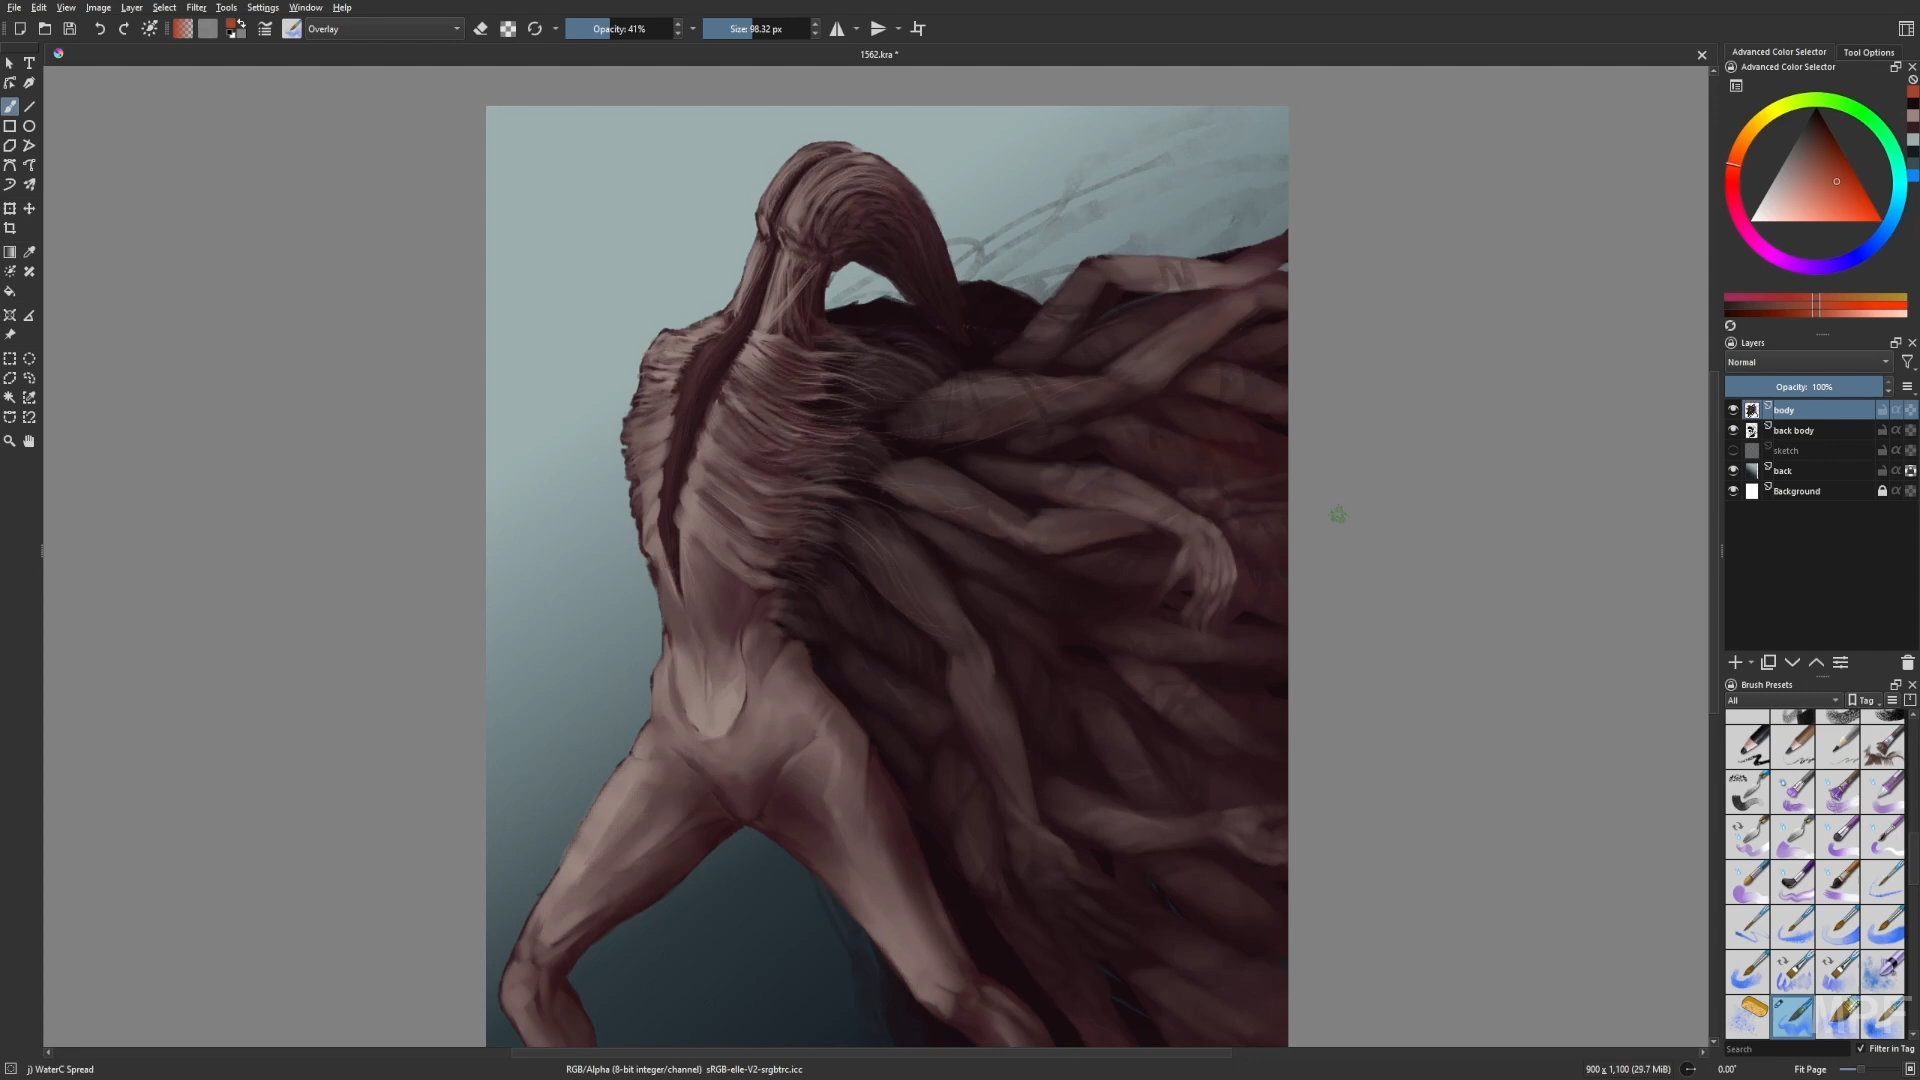 File Edit View Image Layer Select Filter Tools Settings Window Help
Overlay Opacity: 41% Size: 98.32 px
1562.kra *
Advanced Color Selector Tool Options
Advanced Color Selector
Layers
Normal
Opacity: 100%
body
back body
sketch
back
Background
Brush Presets
All Tag
Search Filter in Tag
j) WaterC Spread RGB/Alpha (8-bit integer/channel) sRGB-elle-V2-srgbtrc.icc 900 x 1,100 (29.7 MiB) 0.00° Fit Page